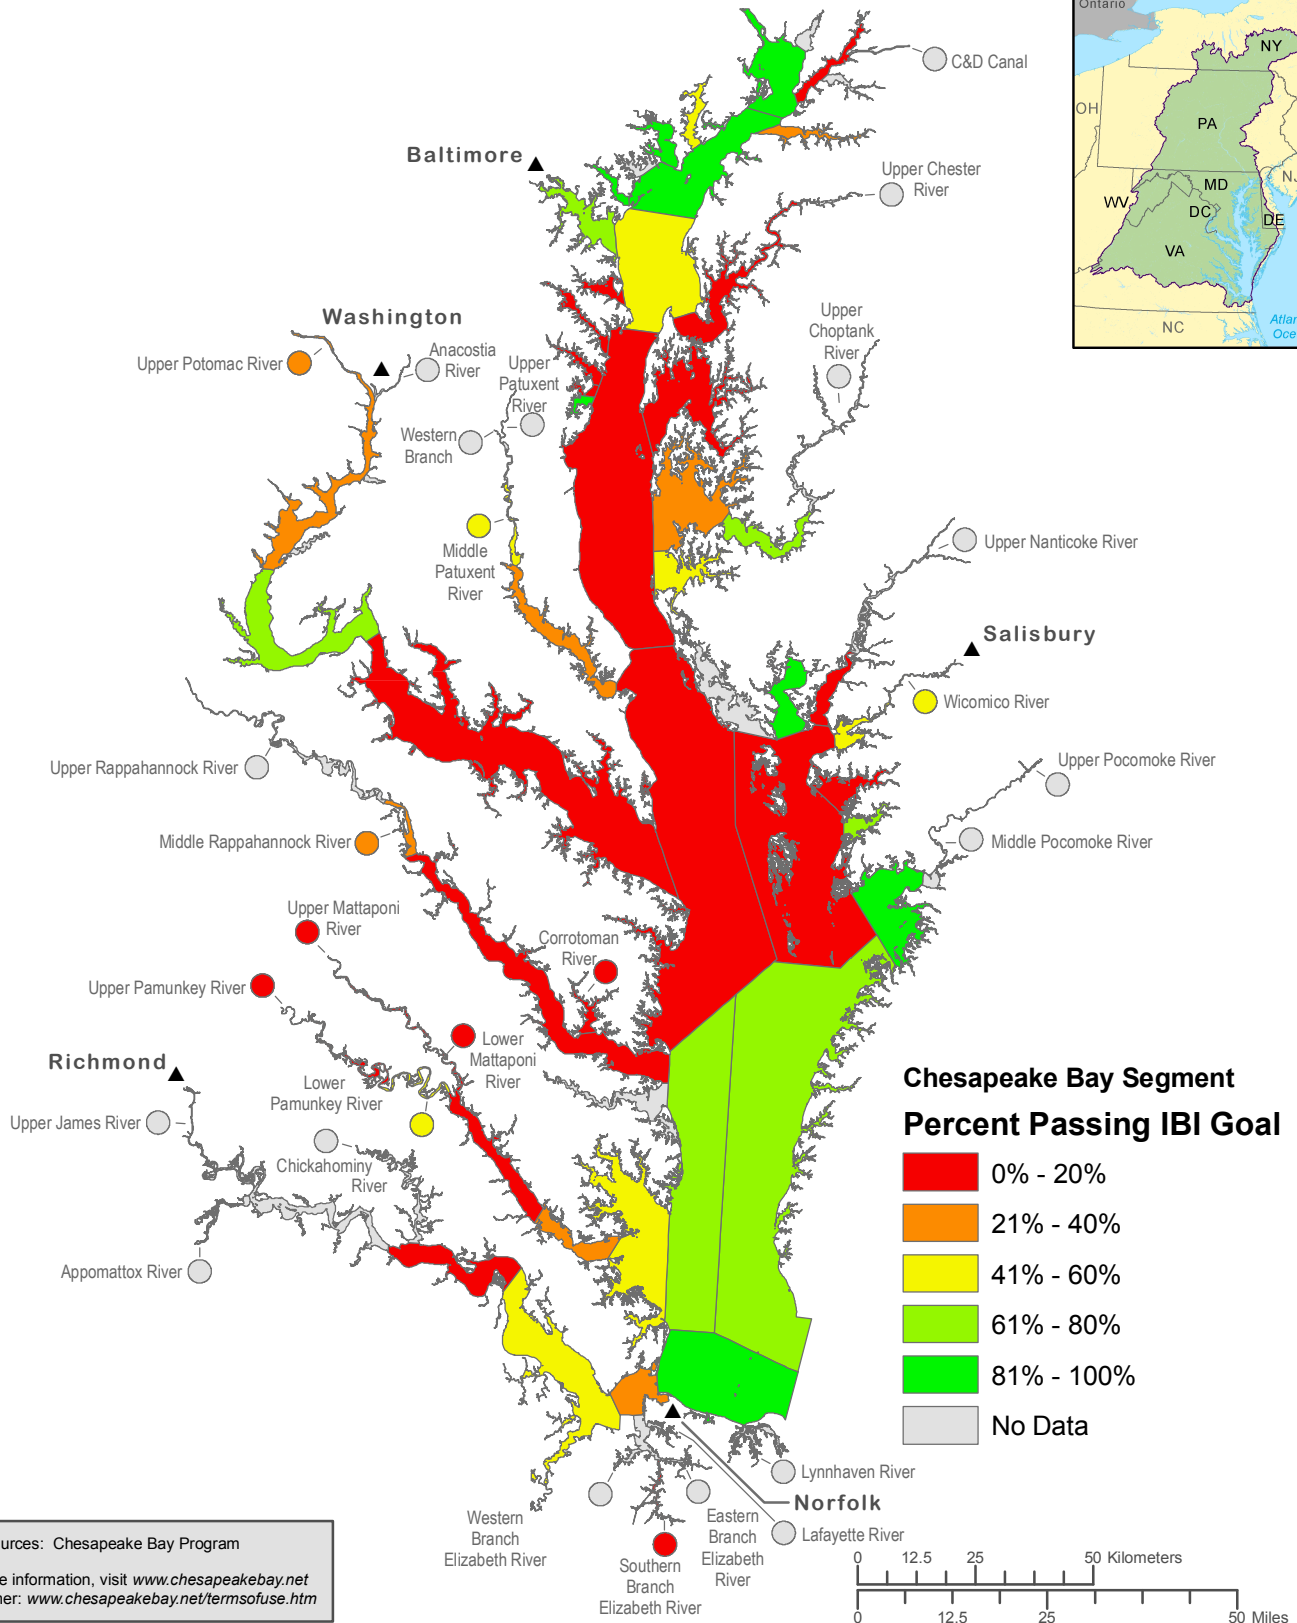 Ontario
NY
OH
PA
NJ
MD
WV
DC
DE
VA
NC
C&D Canal
Baltimore
Upper Chester
River
Washington
Upper
Choptank
River
Upper Potomac River
Anacostia
River
Upper
Patuxent
River
Western
Branch
Middle
Patuxent
River
Upper Nanticoke River
Salisbury
Wicomico River
Upper Rappahannock River
Upper Pocomoke River
Middle Rappahannock River
Middle Pocomoke River
Upper Mattaponi
River
Corrotoman
River
Upper Pamunkey River
Lower
Mattaponi
River
Richmond
Lower
Pamunkey River
Upper James River
Chickahominy
River
Appomattox River
Chesapeake Bay Segment
Percent Passing IBI Goal
0% - 20%
21% - 40%
41% - 60%
61% - 80%
81% - 100%
No Data
Lynnhaven River
Norfolk
Lafayette River
Western
Branch
Elizabeth River
Eastern
Branch
Elizabeth
River
Southern
Branch
Elizabeth River
Sources: Chesapeake Bay Program
information, visit www.chesapeakebay.net
www.chesapeakebay.net/termsofuse.htm
0 12.5 25 50 Kilometers
0 12.5 25 50 Miles